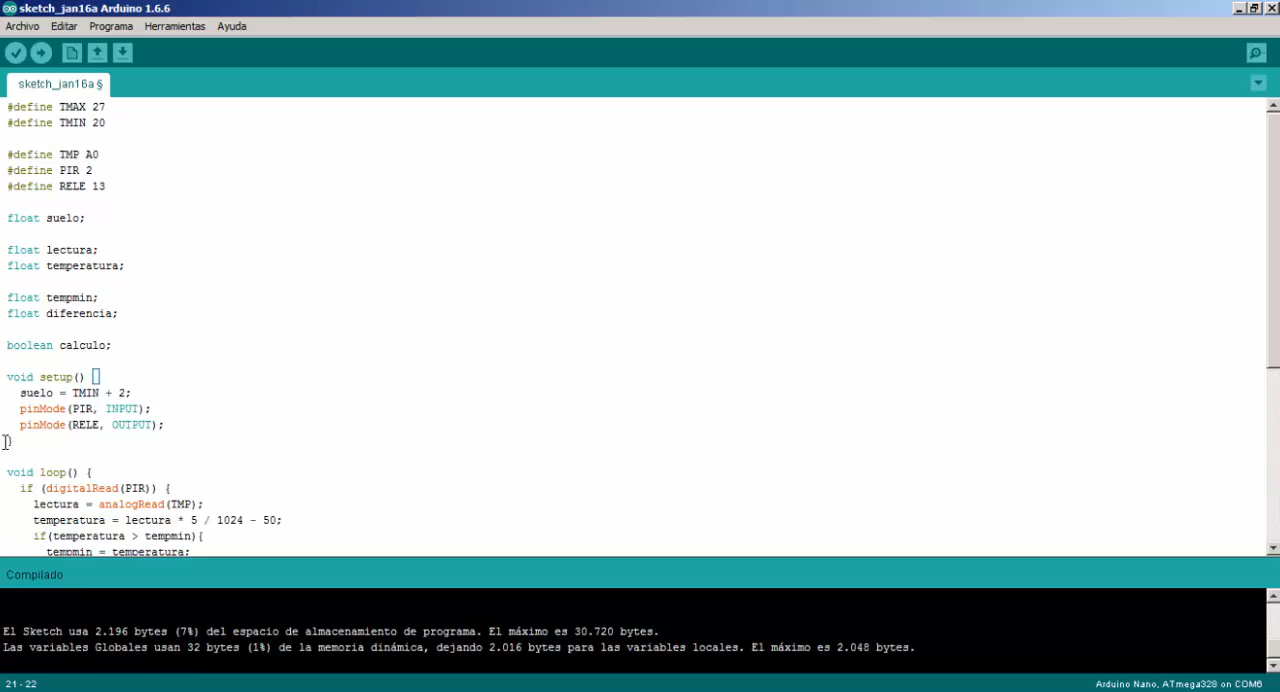 sketch_jan16a Arduino 1.6.6
Archivo Editar Programa Herramientas Ayuda
sketch_jan16a §
#define TMAX 27
#define TMIN 20
#define TMP A0
#define PIR 2
#define RELE 13
float suelo;
float lectura;
float temperatura;
float tempmin;
float diferencia;
boolean calculo;
void setup() {
suelo = TMIN + 2;
pinMode(PIR, INPUT);
pinMode(RELE, OUTPUT);
}
void loop() {
if (digitalRead(PIR)) {
lectura = analogRead(TMP);
temperatura = lectura * 5 / 1024 - 50;
if(temperatura > tempmin){
tempmin = temperatura;
Compilado
El Sketch usa 2.196 bytes (7%) del espacio de almacenamiento de programa. El máximo es 30.720 bytes.
Las variables Globales usan 32 bytes (1%) de la memoria dinámica, dejando 2.016 bytes para las variables locales. El máximo es 2.048 bytes.
21 - 22
Arduino Nano, ATmega328 on COM6